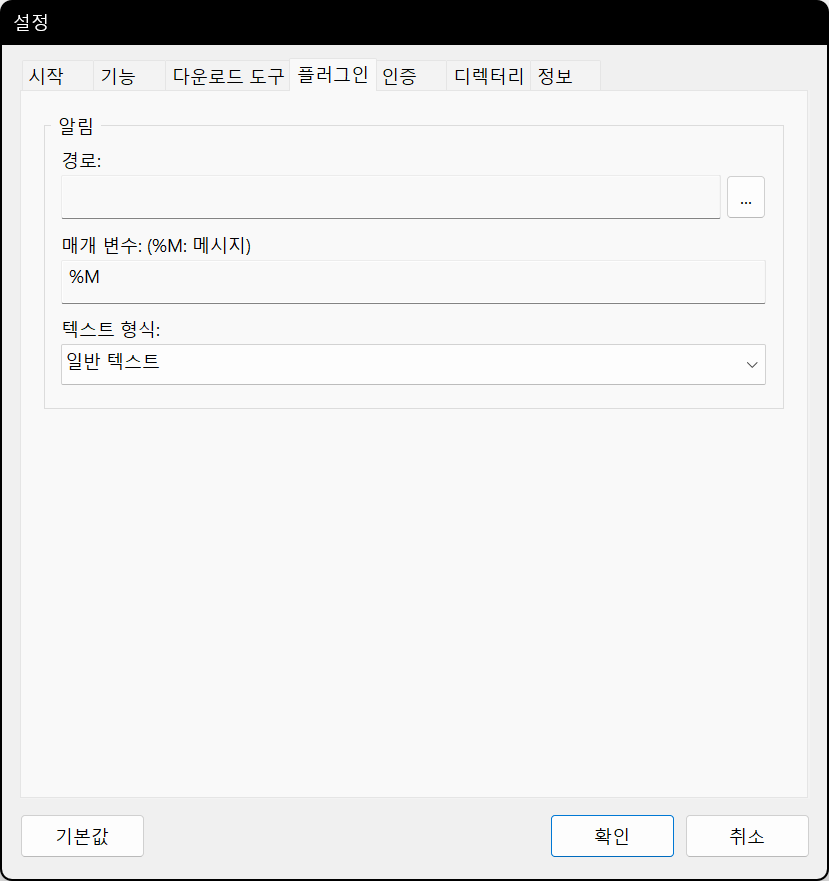 설정
시작 기능 다운로드 도구 플러그인 인증 디렉터리 정보
알림
경로:
...
매개 변수: (%M: 메시지)
%M
텍스트 형식:
일반 텍스트
기본값 확인 취소